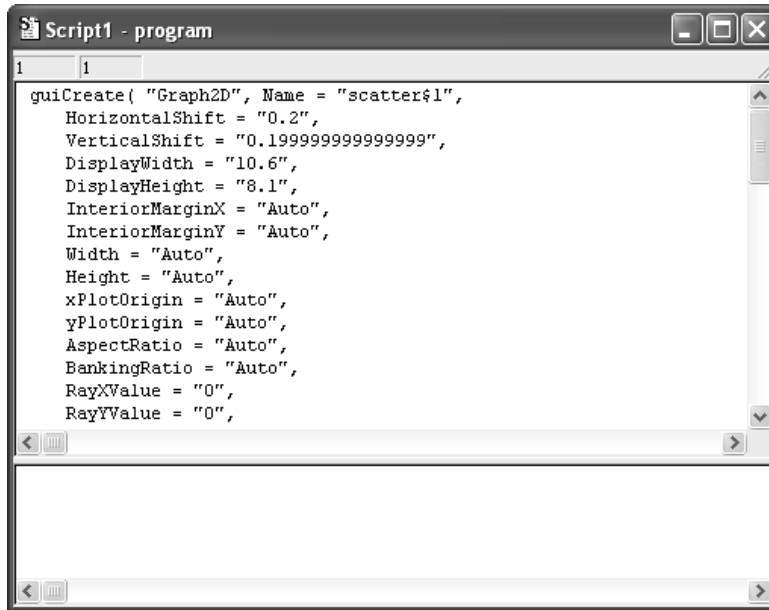 Script1 - program
1 1
guiCreate( "Graph2D", Name = "scatter$1",
HorizontalShift = "0.2",
VerticalShift = "0.199999999999999",
DisplayWidth = "10.6",
DisplayHeight = "8.1",
InteriorMarginX = "Auto",
InteriorMarginY = "Auto",
Width = "Auto",
Height = "Auto",
xPlotOrigin = "Auto",
yPlotOrigin = "Auto",
AspectRatio = "Auto",
BankingRatio = "Auto",
RayXValue = "0",
RayYValue = "0",